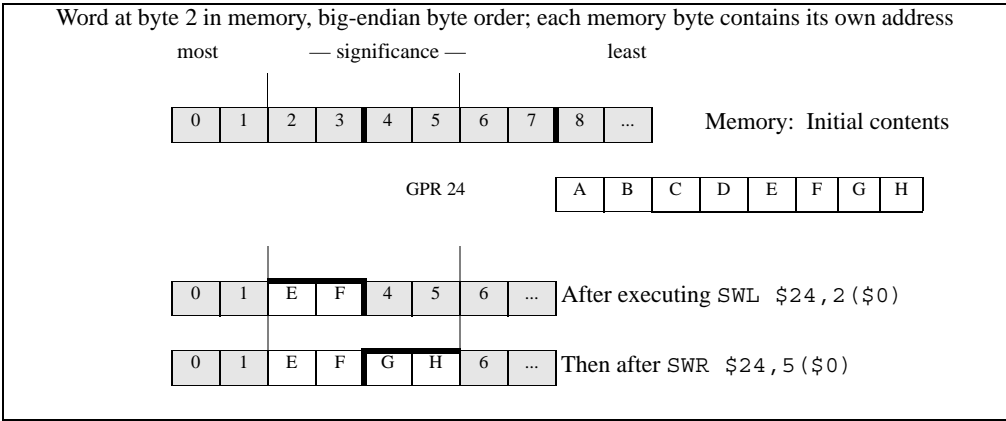 Word at byte 2 in memory, big-endian byte order; each memory byte contains its own address
most — significance — least
0 1 2 3 4 5 6 7 8 ... Memory: Initial contents
GPR 24 A B C D E F G H
0 1 E F 4 5 6 ... After executing SWL $24,2($0)
0 1 E F G H 6 ... Then after SWR $24,5($0)